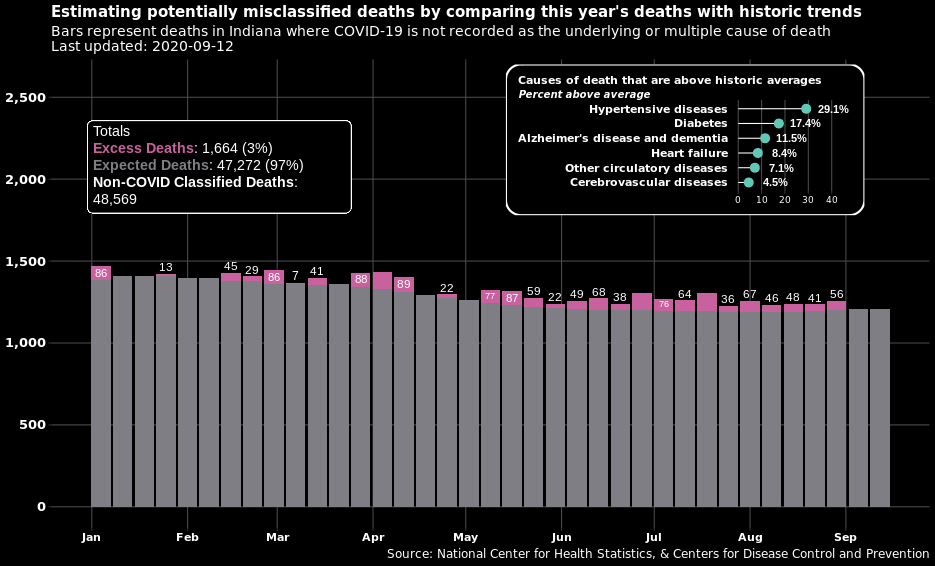 Estimating potentially misclassified deaths by comparing this year's deaths with historic trends
Bars represent deaths in Indiana where COVID-19 is not recorded as the underlying or multiple cause of death
Last updated: 2020-09-12
Causes of death that are above historic averages
Percent above average
Hypertensive diseases 29.1%
Diabetes 17.4%
Alzheimer's disease and dementia 11.5%
Heart failure 8.4%
Other circulatory diseases 7.1%
Cerebrovascular diseases 4.5%
0 10 20 30 40
Totals
Excess Deaths: 1,664 (3%)
Expected Deaths: 47,272 (97%)
Non-COVID Classified Deaths:
48,569
2,500
2,000
1,500
1,000
500
0
86 13 45 29 86 7 41 88 89 22 77 87 59 22 49 68 38 76 64 36 67 46 48 41 56
Jan Feb Mar Apr May Jun Jul Aug Sep
Source: National Center for Health Statistics, & Centers for Disease Control and Prevention